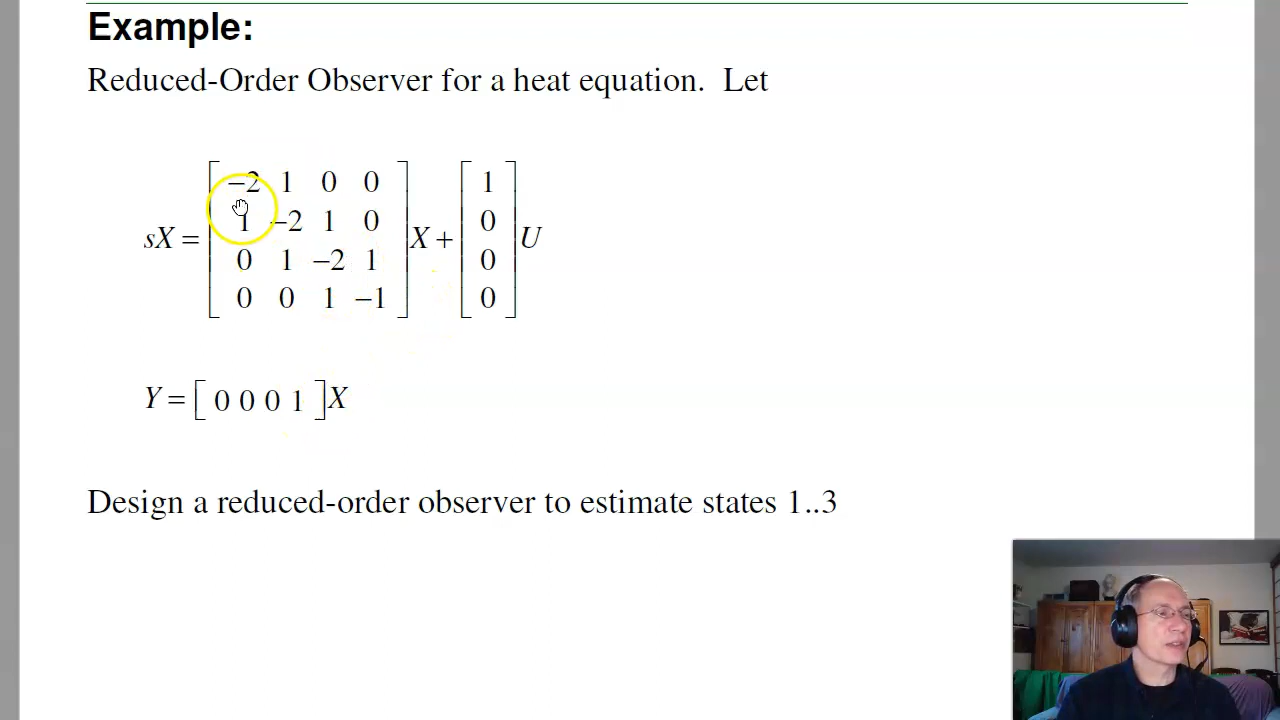 Example:
Reduced-Order Observer for a heat equation. Let
sX = [ −2 1 0 0 ; 1 −2 1 0 ; 0 1 −2 1 ; 0 0 1 −1 ] X + [ 1 ; 0 ; 0 ; 0 ] U
Y = [ 0 0 0 1 ] X
Design a reduced-order observer to estimate states 1..3